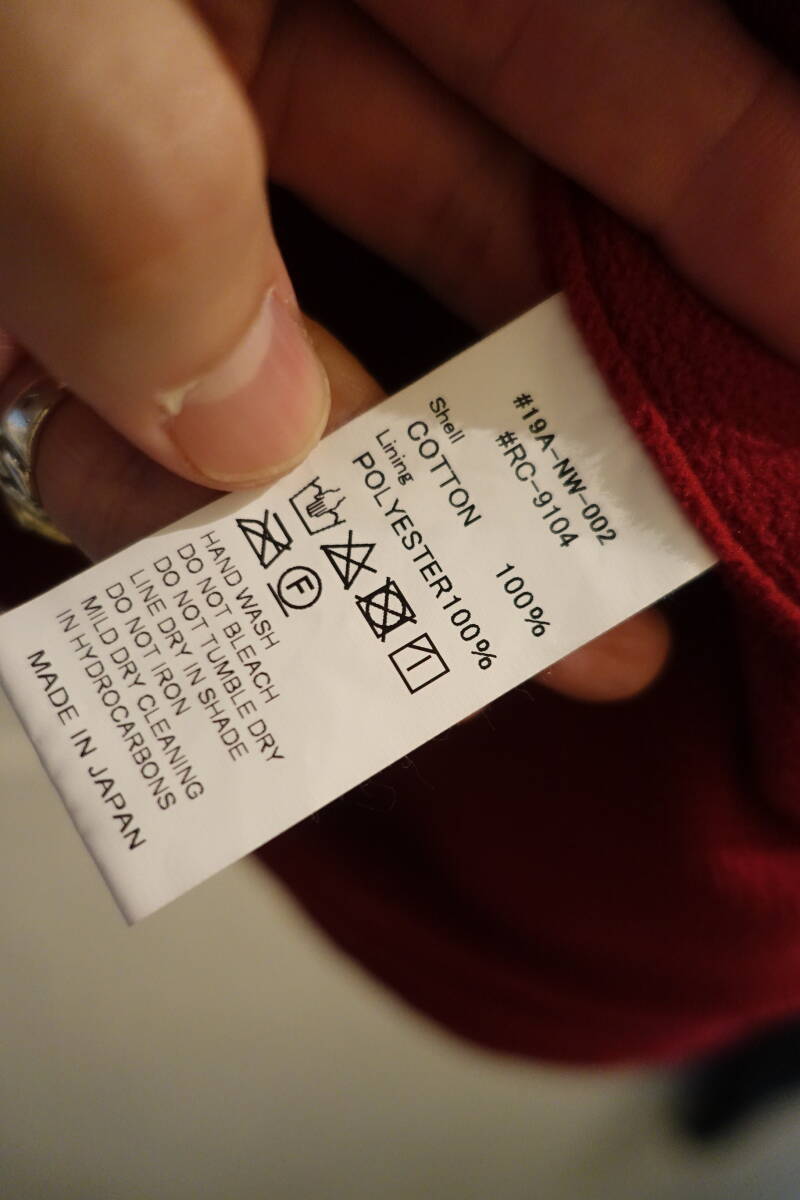 #19A-NW-002
#RC-9104
Shell
COTTON 100%
Lining
POLYESTER100%
F
HAND WASH
DO NOT BLEACH
DO NOT TUMBLE DRY
LINE DRY IN SHADE
DO NOT IRON
MILD DRY CLEANING
IN HYDROCARBONS
MADE IN JAPAN